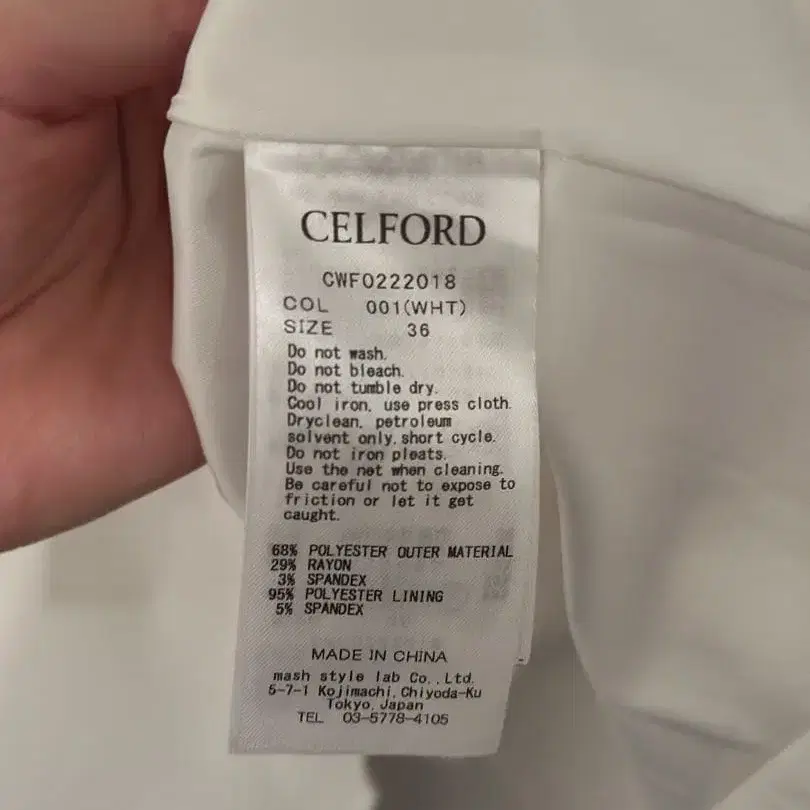 CELFORD
CWFO222018
COL 001(WHT)
SIZE 36
Do not wash.
Do not bleach.
Do not tumble dry.
Cool iron, use press cloth.
Dryclean, petroleum
solvent only, short cycle.
Do not iron pleats.
Use the net when cleaning.
Be careful not to expose to
friction or let it get
caught.
68% POLYESTER OUTER MATERIAL
29% RAYON
3% SPANDEX
95% POLYESTER LINING
5% SPANDEX
MADE IN CHINA
mash style lab Co.,Ltd.
5-7-1 Kojimachi,Chiyoda-Ku
Tokyo,Japan
TEL 03-5778-4105